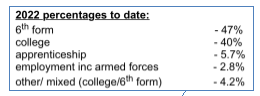 2022 percentages to date:
6th form - 47%
college - 40%
apprenticeship - 5.7%
employment inc armed forces - 2.8%
other/ mixed (college/6th form) - 4.2%